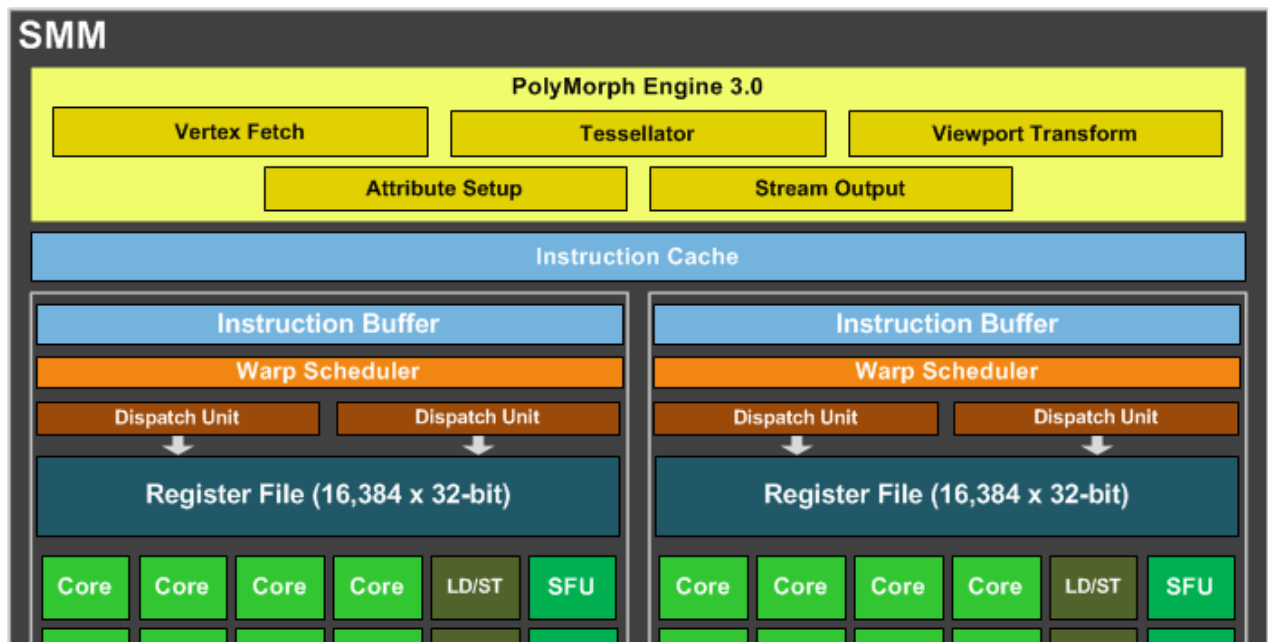 SMM
PolyMorph Engine 3.0
Vertex Fetch Tessellator Viewport Transform
Attribute Setup Stream Output
Instruction Cache
Instruction Buffer Instruction Buffer
Warp Scheduler Warp Scheduler
Dispatch Unit Dispatch Unit Dispatch Unit Dispatch Unit
Register File (16,384 x 32-bit) Register File (16,384 x 32-bit)
Core Core Core Core LD/ST SFU Core Core Core Core LD/ST SFU